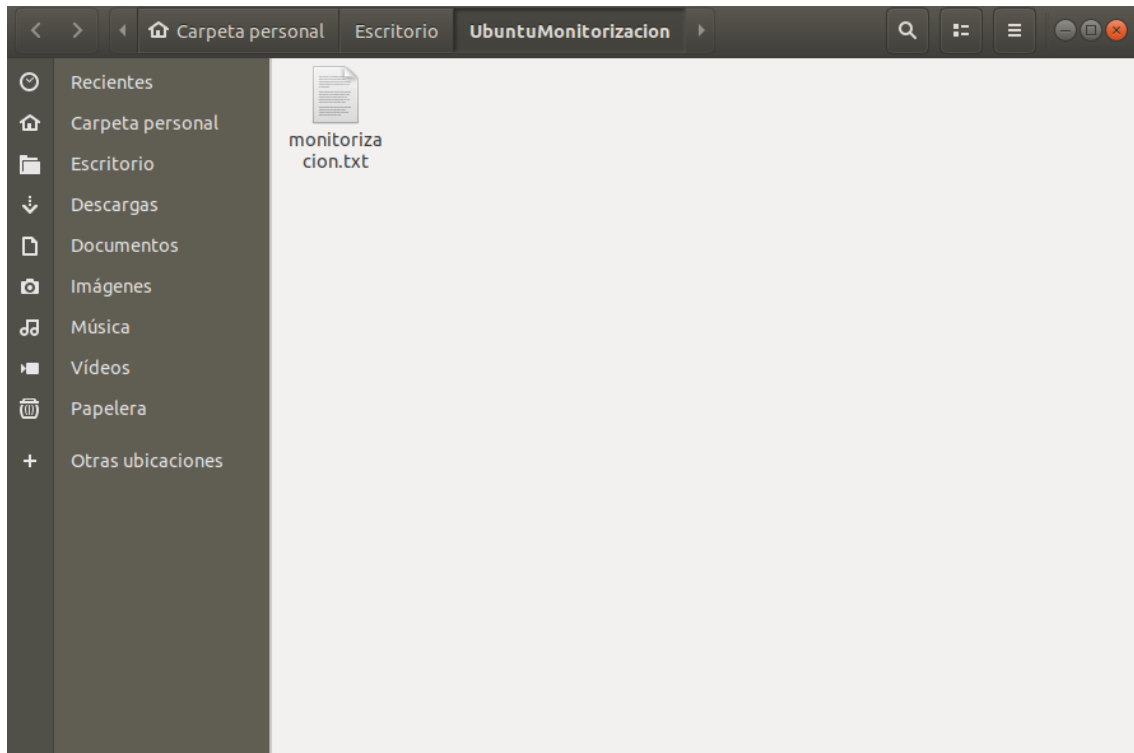 Carpeta personal Escritorio UbuntuMonitorizacion
Recientes
Carpeta personal
Escritorio
Descargas
Documentos
Imágenes
Música
Vídeos
Papelera
Otras ubicaciones
monitoriza
cion.txt